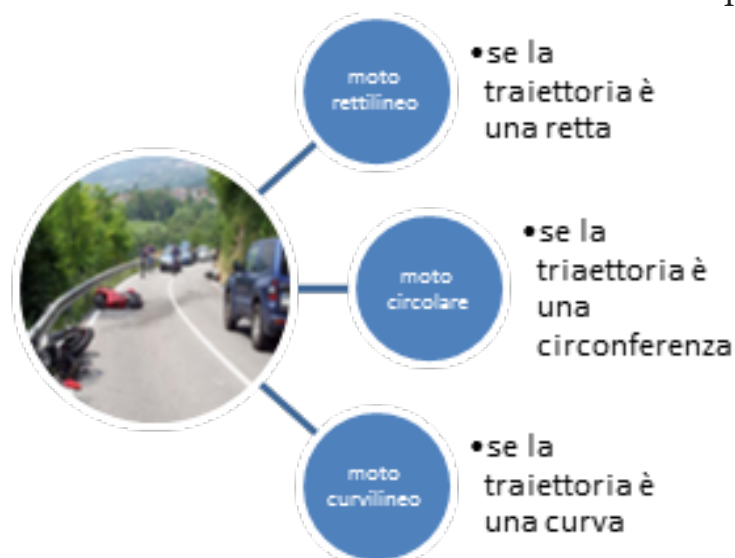 moto
rettilineo
•se la
traiettoria è
una retta
moto
circolare
•se la
triaettoria è
una
circonferenza
moto
curvilineo
•se la
traiettoria è
una curva